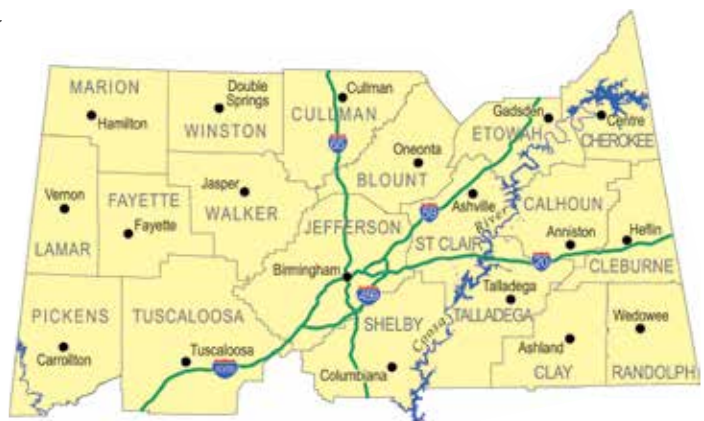 MARION
Hamilton
Double
Springs
WINSTON
Cullman
CULLMAN
65
Oneonta
BLOUNT
Gadsden
ETOWAH
Centre
CHEROKEE
Vernon
LAMAR
FAYETTE
Fayette
Jasper
WALKER
JEFFERSON
Birmingham
59
Ashville
ST CLAIR
Coosa River
CALHOUN
Anniston
Heflin
CLEBURNE
20
PICKENS
Carrollton
TUSCALOOSA
Tuscaloosa
459
SHELBY
Columbiana
Talladega
TALLADEGA
Ashland
CLAY
Wedowee
RANDOLPH